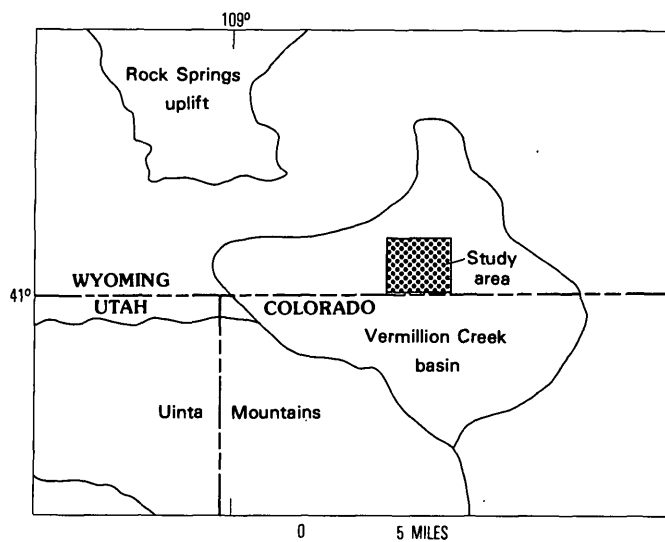 109°
Rock Springs
uplift
Study
area
WYOMING
41°
UTAH
COLORADO
Vermillion Creek
basin
Uinta Mountains
0 5 MILES